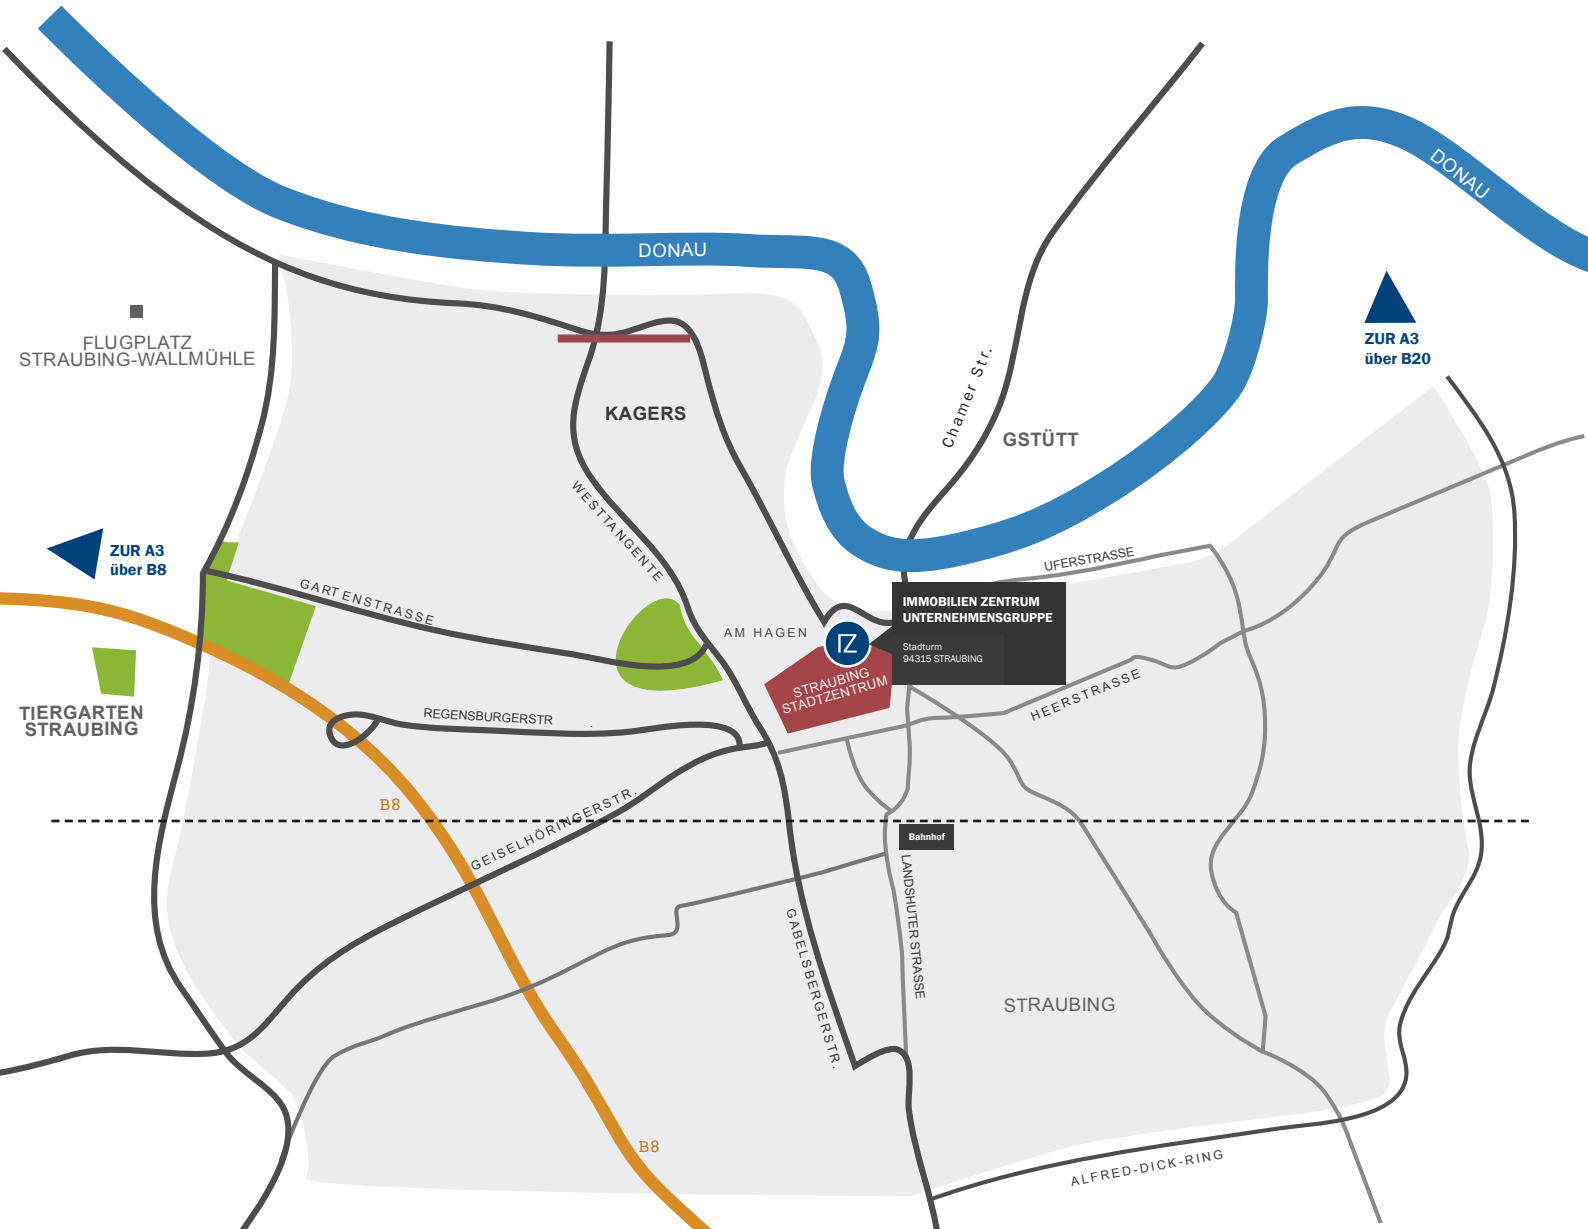 DONAU
DONAU
FLUGPLATZ
STRAUBING-WALLMÜHLE
ZUR A3
über B20
Chamer Str.
KAGERS
GSTÜTT
WESTTANGENTE
ZUR A3
über B8
UFERSTRASSE
GARTENSTRASSE
IMMOBILIEN ZENTRUM
UNTERNEHMENSGRUPPE
AM HAGEN
IZ
Stadturm
94315 STRAUBING
STRAUBING
STADTZENTRUM
HEERSTRASSE
TIERGARTEN
STRAUBING
REGENSBURGERSTR.
B8
GEISELHÖRINGERSTR.
Bahnhof
LANDSHUTER STRASSE
GABELSBERGERSTR.
STRAUBING
B8
ALFRED-DICK-RING